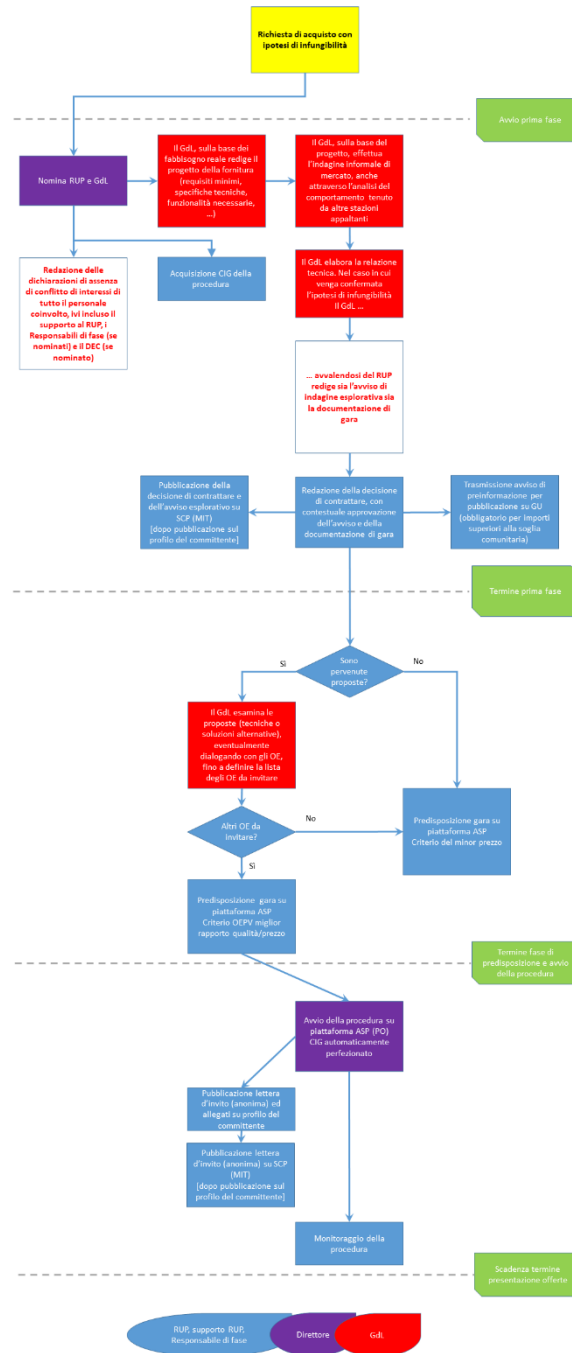 Richiesta di acquisto con
ipotesi di infungibilità
Avvio prima fase
Nomina RUP e GdL
Il GdL, sulla base dei
fabbisogno reale redige il
progetto della fornitura
(requisiti minimi,
specifiche tecniche,
funzionalità necessarie,
...)
Il GdL, sulla base del
progetto, effettua
l'indagine informale di
mercato, anche
attraverso l'analisi del
comportamento tenuto
da altre stazioni
appaltanti
Redazione delle
dichiarazioni di assenza
di conflitto di interessi di
tutto il personale
coinvolto, ivi incluso il
supporto al RUP, i
Responsabili di fase (se
nominati) e il DEC (se
nominato)
Acquisizione CIG della
procedura
Il GdL elabora la relazione
tecnica. Nel caso in cui
venga confermata
l'ipotesi di infungibilità
il GdL ...
... avvalendosi del RUP
redige sia l'avviso di
indagine esplorativa sia
la documentazione di
gara
Pubblicazione della
decisione di contrattare e
dell'avviso esplorativo su
SCP (MIT)
[dopo pubblicazione sul
profilo del committente]
Redazione della decisione
di contrattare, con
contestuale approvazione
dell'avviso e della
documentazione di gara
Trasmissione avviso di
preinformazione per
pubblicazione su GU
(obbligatorio per importi
superiori alla soglia
comunitaria)
Termine prima fase
Sono
pervenute
proposte?
Sì
No
Il GdL esamina le
proposte (tecniche o
soluzioni alternative),
eventualmente
dialogando con gli OE,
fino a definire la lista
degli OE da invitare
Altri OE da
invitare?
No
Sì
Predisposizione gara su
piattaforma ASP
Criterio del minor prezzo
Predisposizione gara su
piattaforma ASP
Criterio OEPV miglior
rapporto qualità/prezzo
Termine fase di
predisposizione e avvio
della procedura
Avvio della procedura su
piattaforma ASP (PO)
CIG automaticamente
perfezionato
Pubblicazione lettera
d'invito (anonima) ed
allegati su profilo del
committente
Pubblicazione lettera
d'invito (anonima) su SCP
(MIT)
[dopo pubblicazione sul
profilo del committente]
Monitoraggio della
procedura
Scadenza termine
presentazione offerte
RUP, supporto RUP,
Responsabile di fase
Direttore
GdL